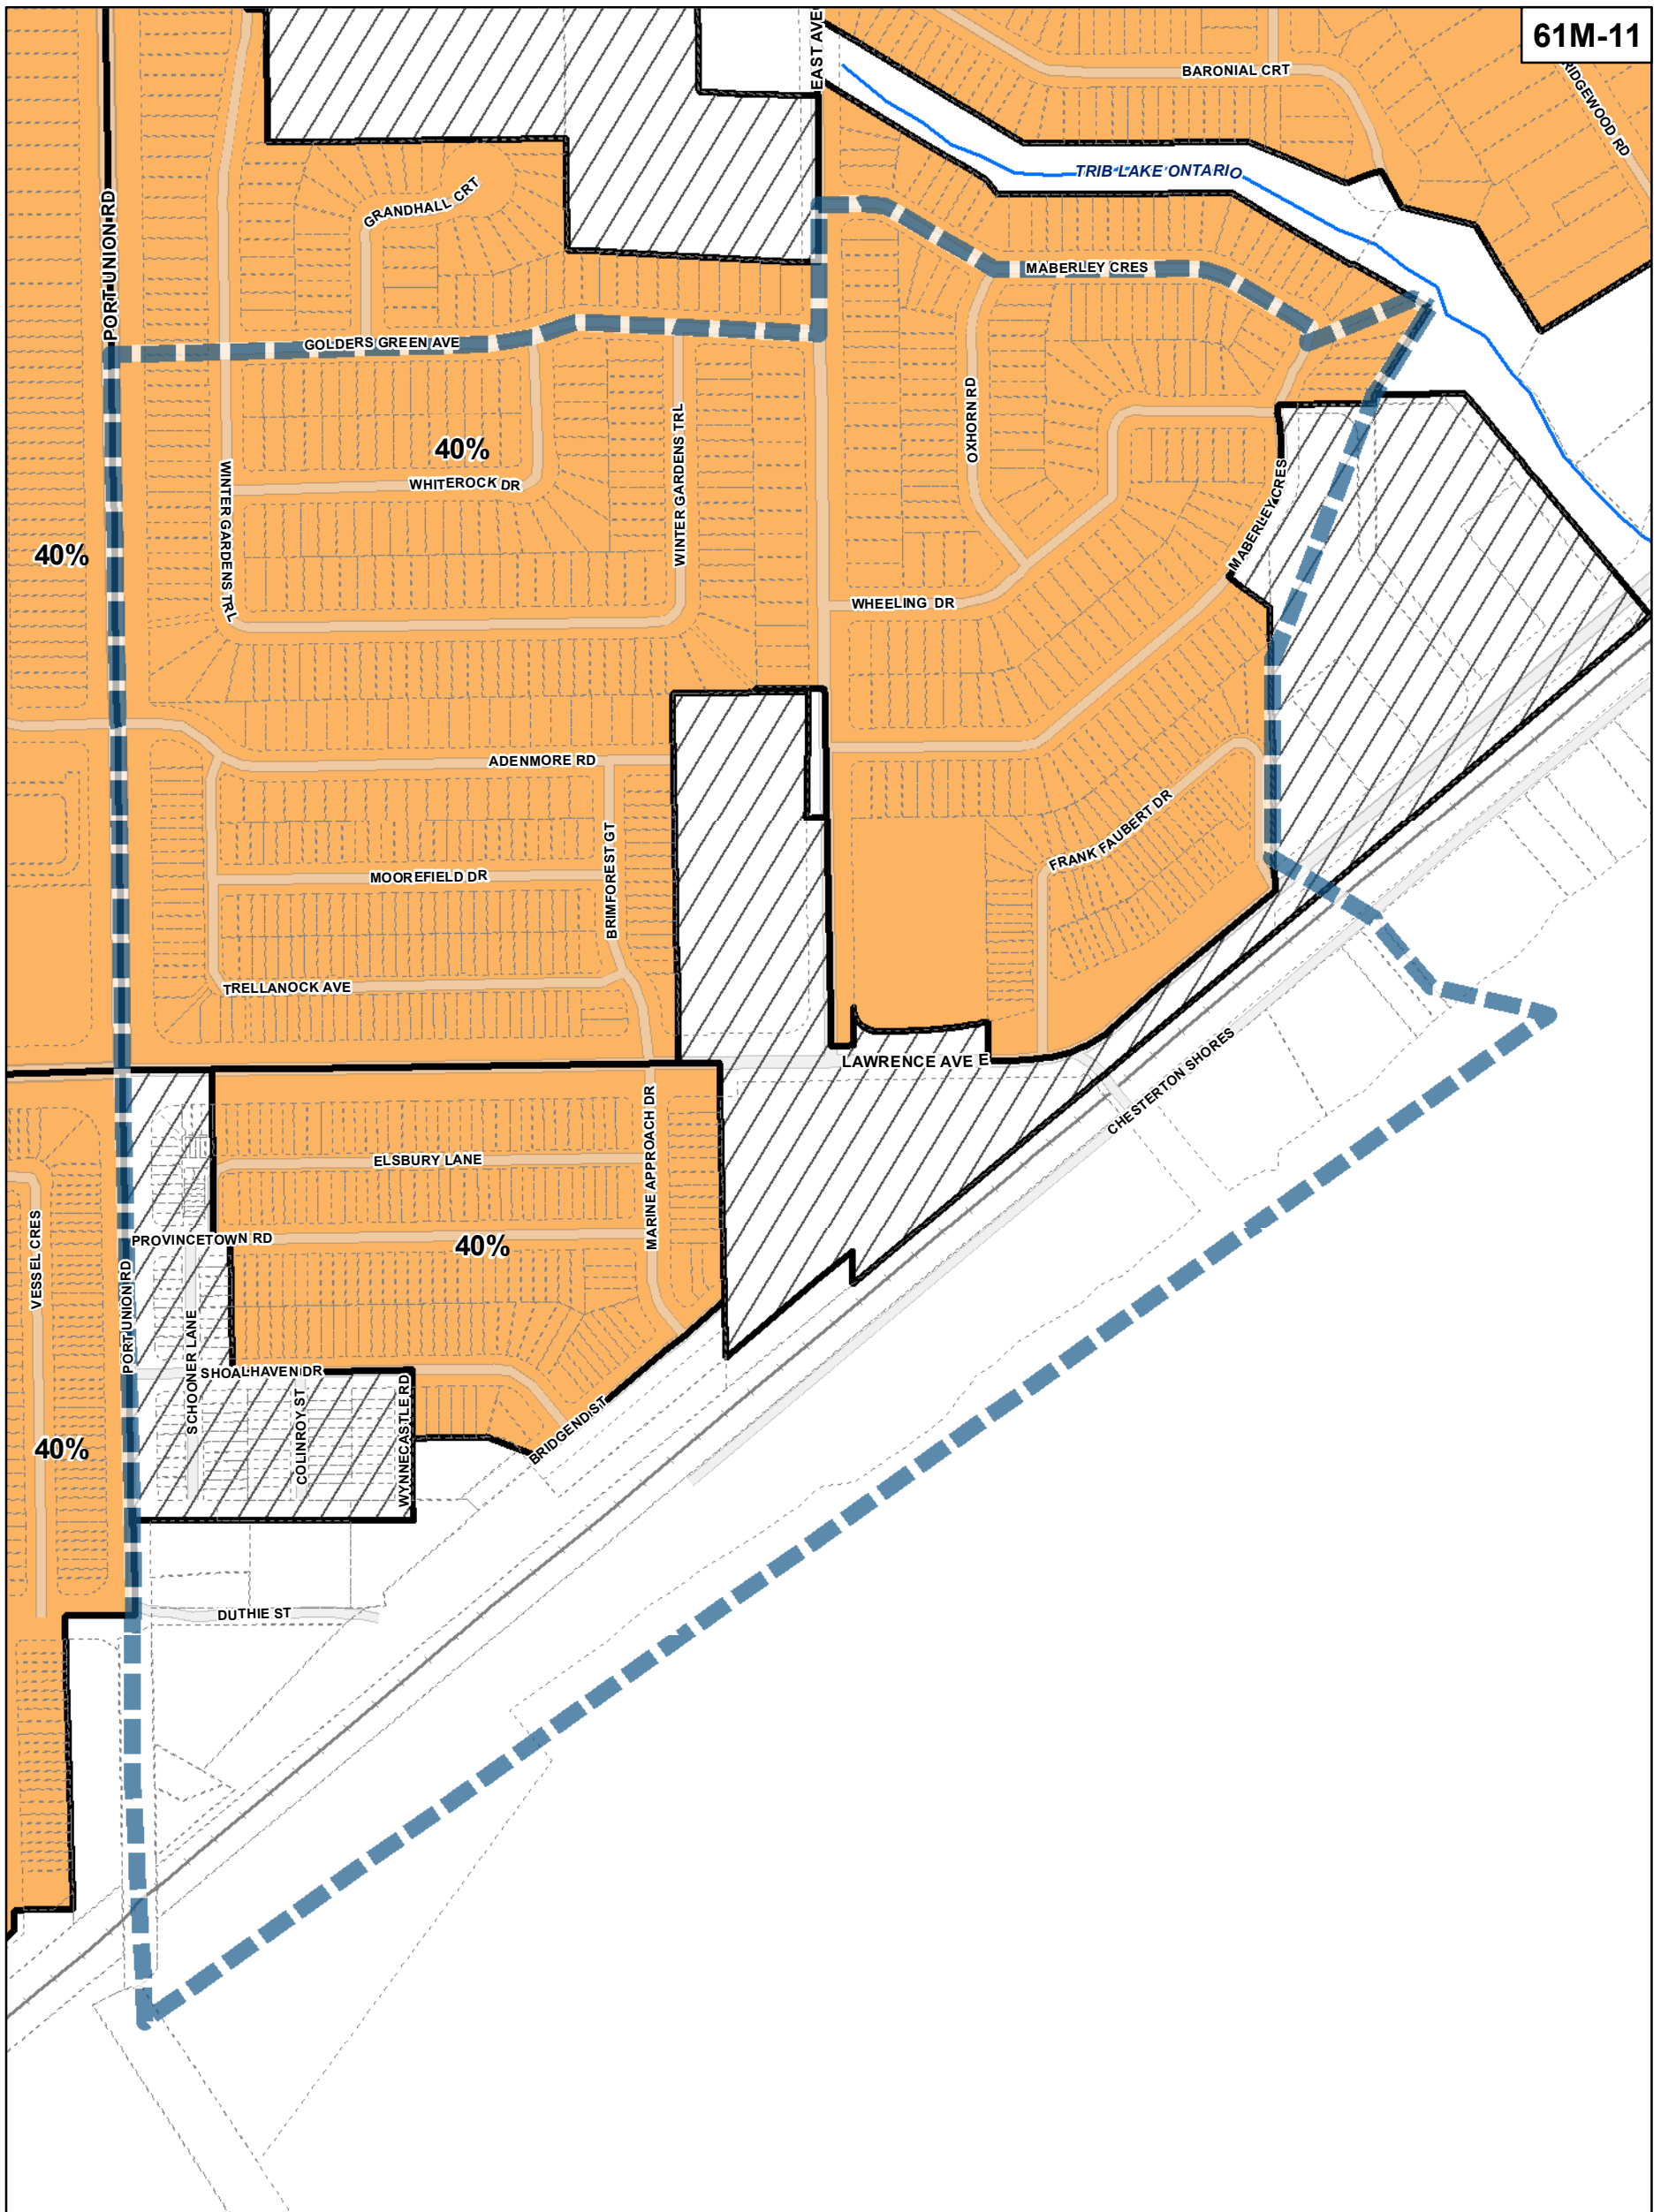 61M-11
EAST AVE
BARONIAL CRT
RIDGEWOOD RD
TRIB LAKE ONTARIO
GRANDHALL CRT
PORT UNION RD
MABERLEY CRES
GOLDERS GREEN AVE
OXHORN RD
40%
WHITEROCK DR
WINTER GARDENS TRL
WINTER GARDENS TRL
MABERLEY CRES
40%
WHEELING DR
ADENMORE RD
FRANK FAUBERT DR
BRIMFOREST GT
MOOREFIELD DR
TRELLANOCK AVE
LAWRENCE AVE E
CHESTERTON SHORES
MARINE APPROACH DR
ELSBURY LANE
VESSEL CRES
PROVINCETOWN RD
40%
PORT UNION RD
SCHOONER LANE
SHOALHAVEN DR
COLINROY ST
WYNNECASTLE RD
BRIDGEND ST
40%
DUTHIE ST